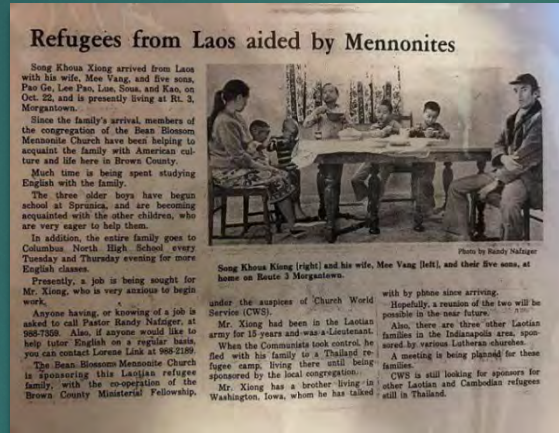 Refugees from Laos aided by Mennonites
Song Khoua Xiong arrived from Laos
with his wife, Mee Vang, and five sons,
Pao Ge, Lee Pao, Lue, Soua, and Kao, on
Oct. 22, and is presently living at Rt. 3,
Morgantown.
Since the family's arrival, members of
the congregation of the Bean Blossom
Mennonite Church have been helping to
acquaint the family with American cul-
ture and life here in Brown County.
Much time is being spent studying
English with the family.
The three older boys have begun
school at Sprunica, and are becoming
acquainted with the other children, who
are very eager to help them.
In addition, the entire family goes to
Columbus North High School every
Tuesday and Thursday evening for more
English classes.
Presently, a job is being sought for
Mr. Xiong, who is very anxious to begin
work.
Anyone having, or knowing of a job is
asked to call Pastor Randy Nafziger, at
988-7359. Also, if anyone would like to
help tutor English on a regular basis,
you can contact Lorene Link at 988-2189.
The Bean Blossoms Mennonite Church
is sponsoring this Laotian refugee
family, with the co-operation of the
Brown County Ministerial Fellowship,
Photo by Randy Nafziger
Song Khoua Xiong [right] and his wife, Mee Vang [left], and their five sons, at
home on Route 3 Morgantown.
under the auspices of Church World
Service (CWS).
Mr. Xiong had been in the Laotian
army for 15 years and was a Lieutenant.
When the Communists took control, he
fled with his family to a Thailand re-
fugee camp, living there until being
sponsored by the local congregation.
Mr. Xiong has a brother living in
Washington, Iowa, whom he has talked
with by phone since arriving.
Hopefully, a reunion of the two will be
possible in the near future.
Also, there are three other Laotian
families in the Indianapolis area, spon-
sored by various Lutheran churches.
A meeting is being planned for these
families.
CWS is still looking for sponsors for
other Laotian and Cambodian refugees
still in Thailand.